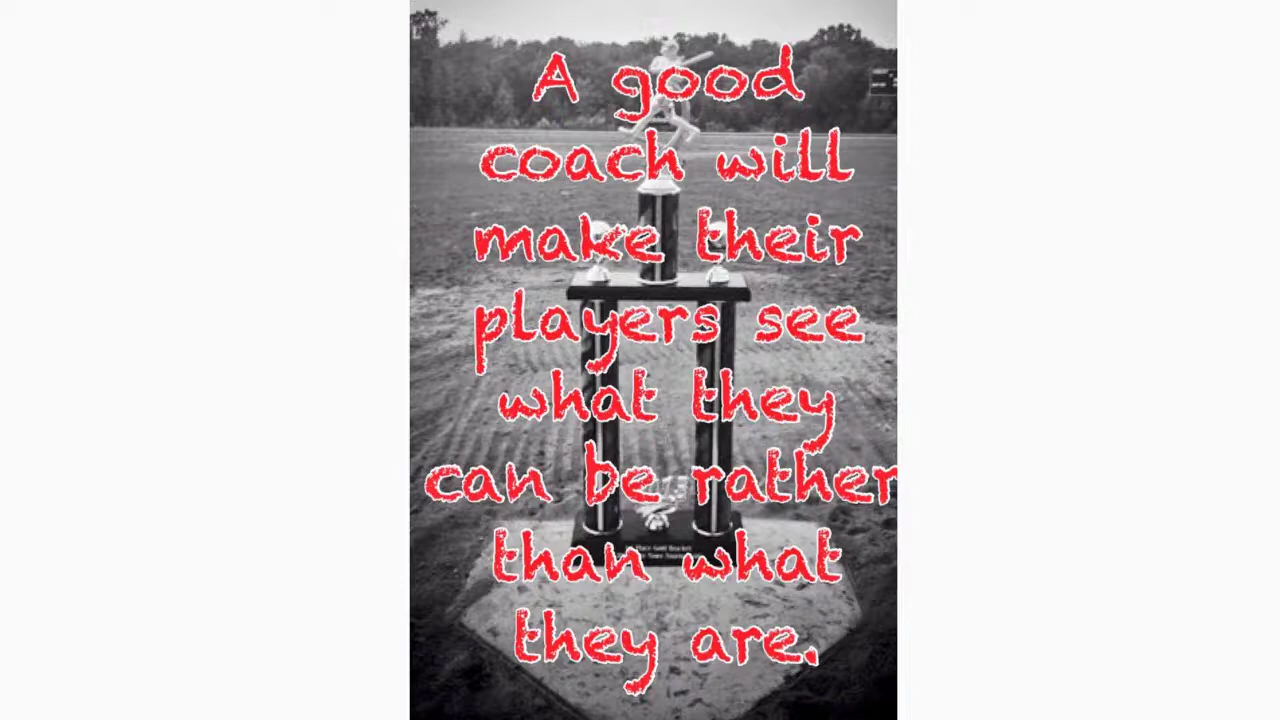 A good
coach will
make their
players see
what they
can be rather
than what
they are.